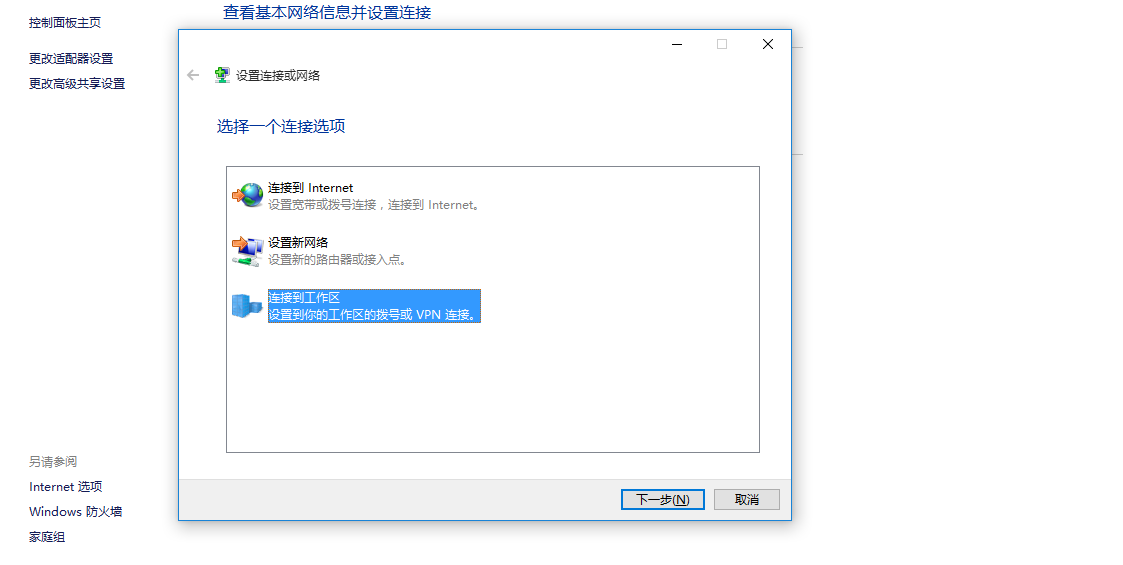 查看基本网络信息并设置连接
控制面板主页
更改适配器设置
更改高级共享设置
设置连接或网络
选择一个连接选项
连接到 Internet
设置宽带或拨号连接，连接到 Internet。
设置新网络
设置新的路由器或接入点。
连接到工作区
设置到你的工作区的拨号或 VPN 连接。
另请参阅
Internet 选项
Windows 防火墙
家庭组
下一步(N)
取消